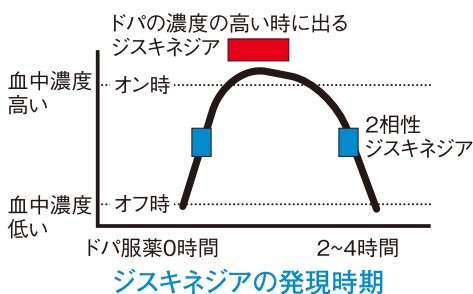 ドパの濃度の高い時に出る
ジスキネジア
血中濃度
高い
オン時
2相性
ジスキネジア
血中濃度
低い
オフ時
ドパ服薬0時間
2~4時間
ジスキネジアの発現時期